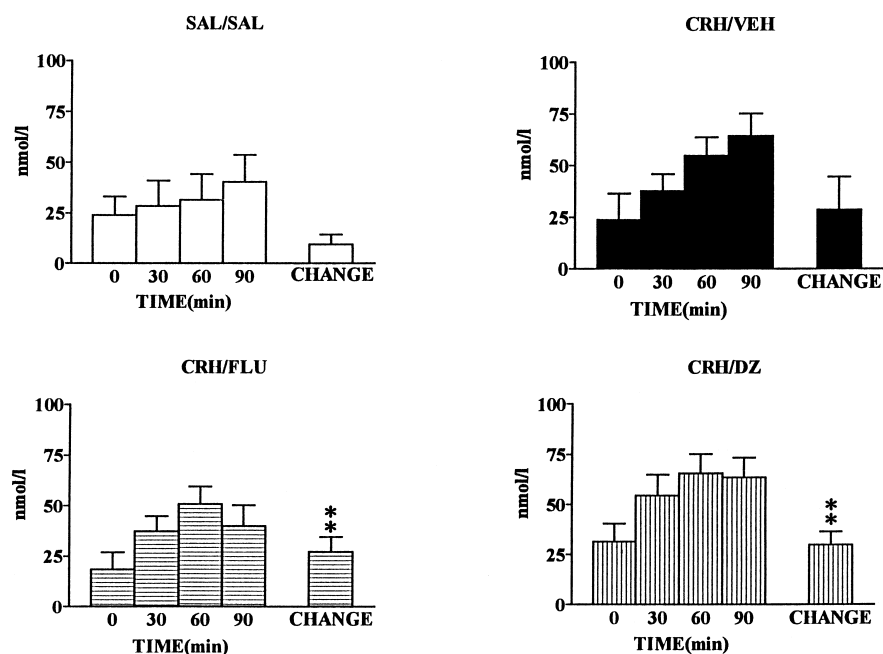 SAL/SAL
100
75
50
25
0
nmol/l
0 30 60 90 CHANGE
TIME(min)
CRH/VEH
100
75
50
25
0
nmol/l
0 30 60 90 CHANGE
TIME(min)
CRH/FLU
100
75
50
25
0
nmol/l
**
0 30 60 90 CHANGE
TIME(min)
CRH/DZ
100
75
50
25
0
nmol/l
**
0 30 60 90 CHANGE
TIME(min)